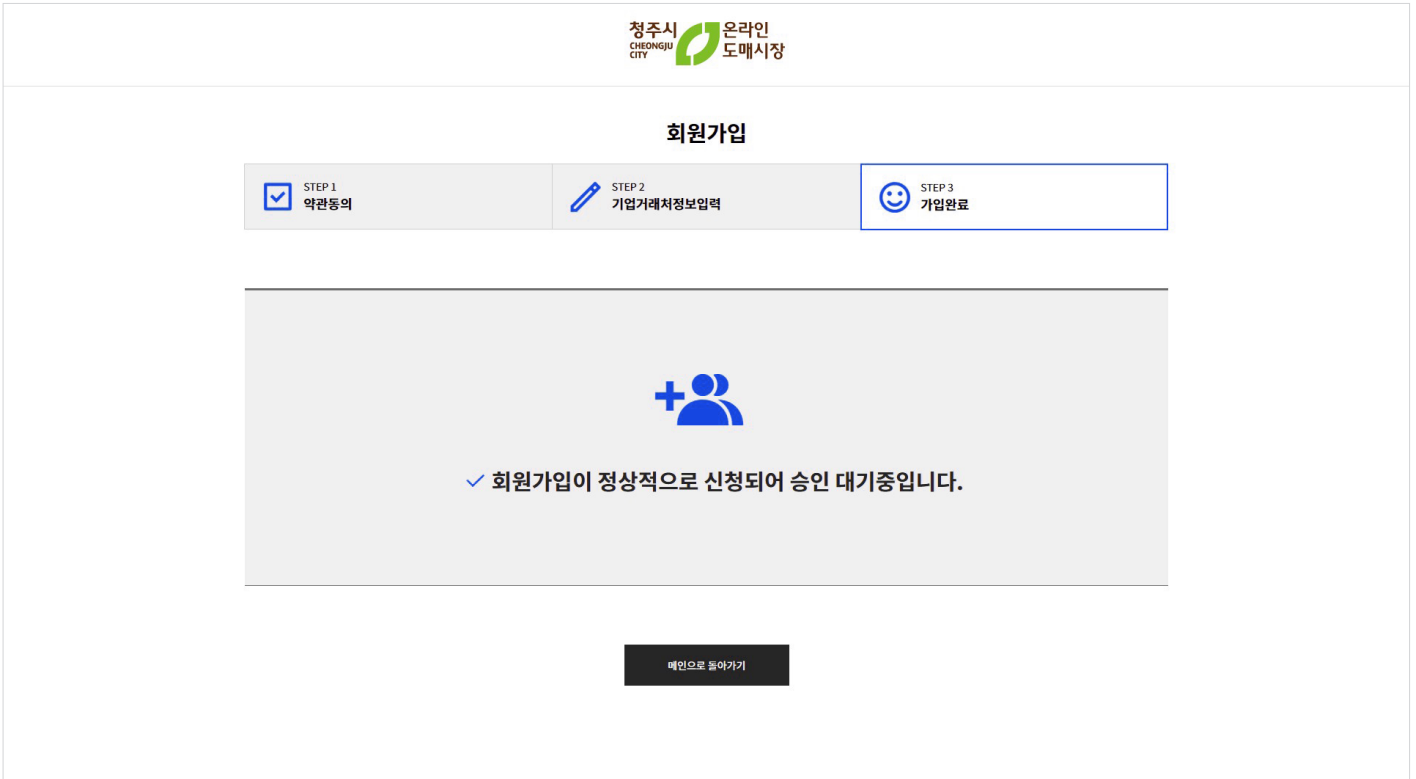 청주시
CHEONGJU
CITY
온라인
도매시장
회원가입
STEP 1
약관동의
STEP 2
기업거래처정보입력
STEP 3
가입완료
회원가입이 정상적으로 신청되어 승인 대기중입니다.
메인으로 돌아가기